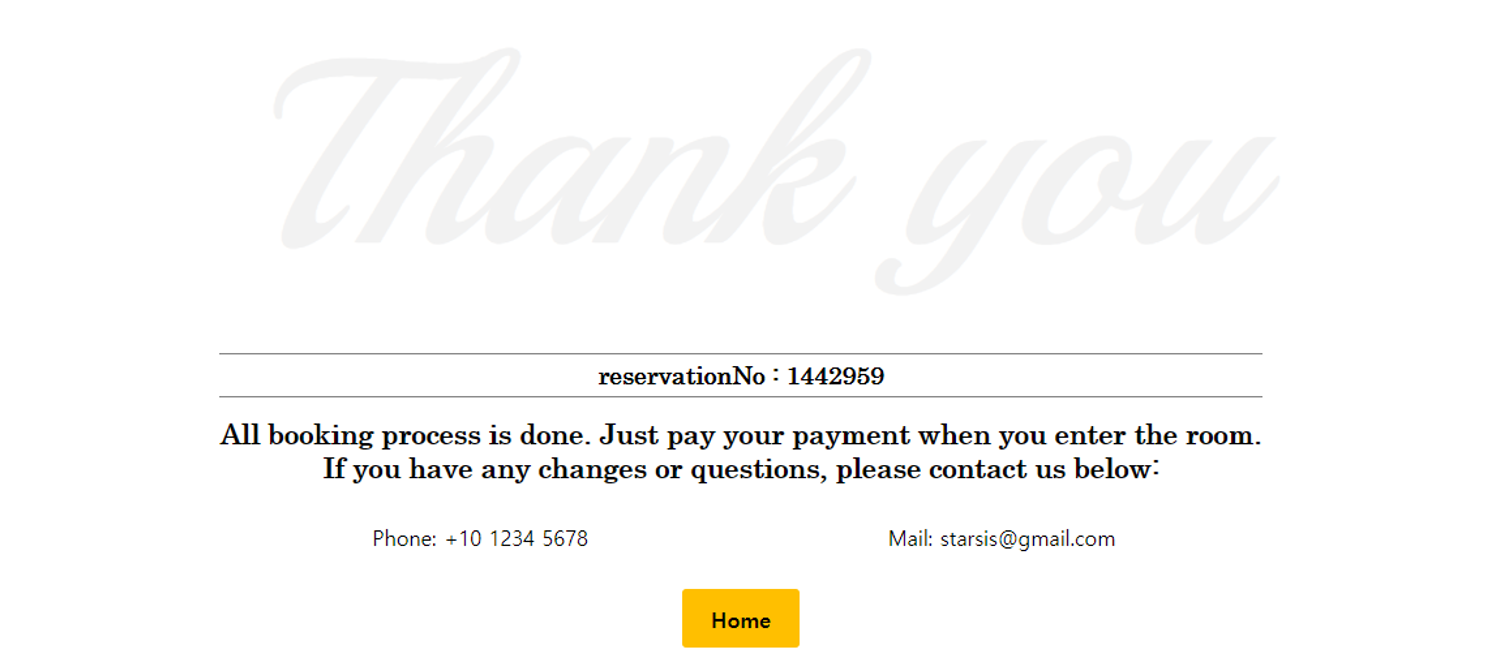 Thank you
reservationNo : 1442959
All booking process is done. Just pay your payment when you enter the room.
If you have any changes or questions, please contact us below:
Phone: +10 1234 5678
Mail: starsis@gmail.com
Home